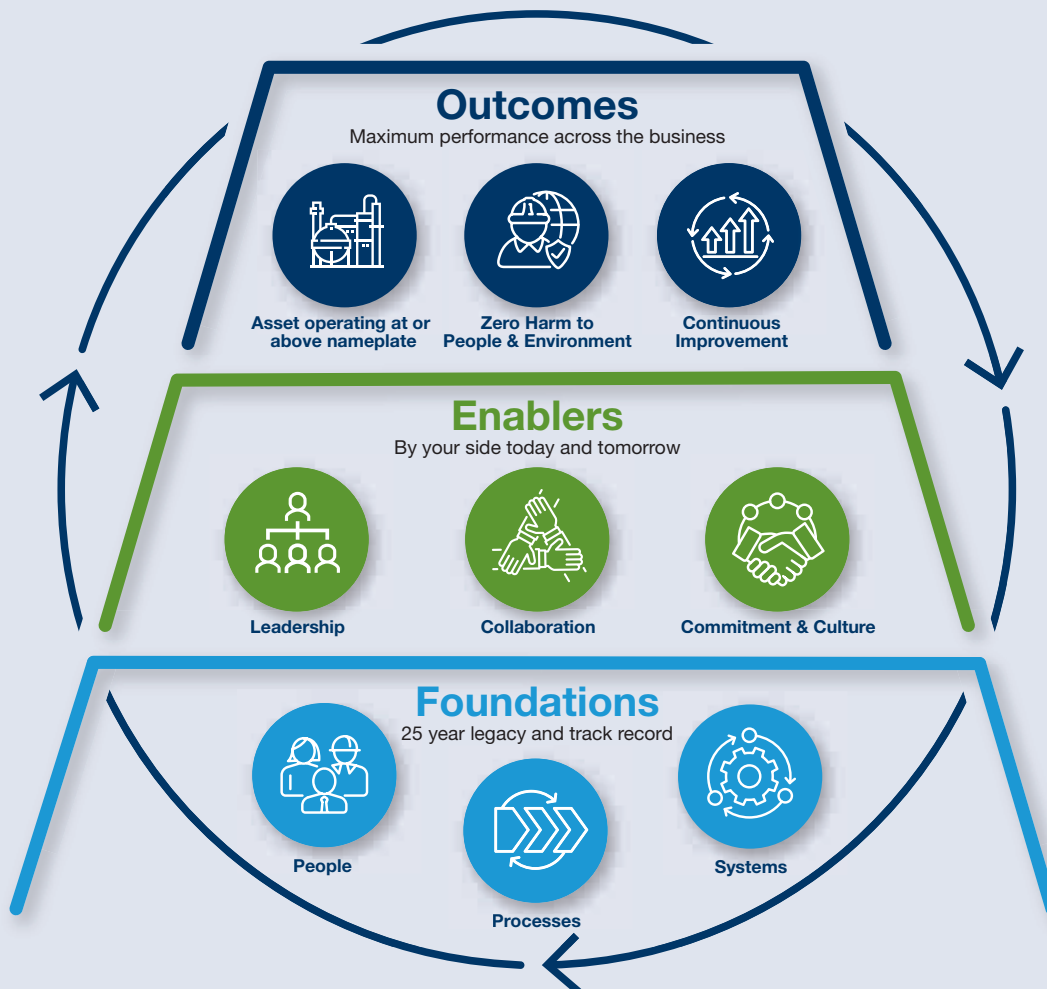 Outcomes
Maximum performance across the business
Asset operating at or
above nameplate
Zero Harm to
People & Environment
Continuous
Improvement
Enablers
By your side today and tomorrow
Leadership
Collaboration
Commitment & Culture
Foundations
25 year legacy and track record
People
Processes
Systems